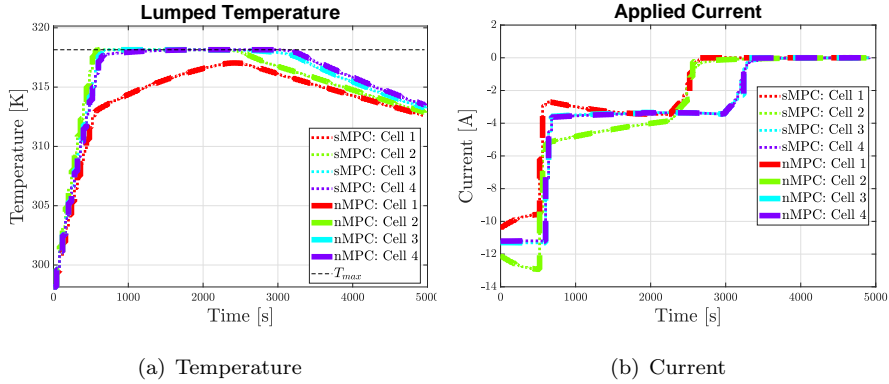 Lumped Temperature
320
315
310
305
300
Temperature [K]
0
1000
2000
3000
4000
5000
Time [s]
sMPC: Cell 1
sMPC: Cell 2
sMPC: Cell 3
sMPC: Cell 4
nMPC: Cell 1
nMPC: Cell 2
nMPC: Cell 3
nMPC: Cell 4
T_max
(a) Temperature
Applied Current
0
-2
-4
-6
-8
-10
-12
-14
Current [A]
0
1000
2000
3000
4000
5000
Time [s]
sMPC: Cell 1
sMPC: Cell 2
sMPC: Cell 3
sMPC: Cell 4
nMPC: Cell 1
nMPC: Cell 2
nMPC: Cell 3
nMPC: Cell 4
(b) Current